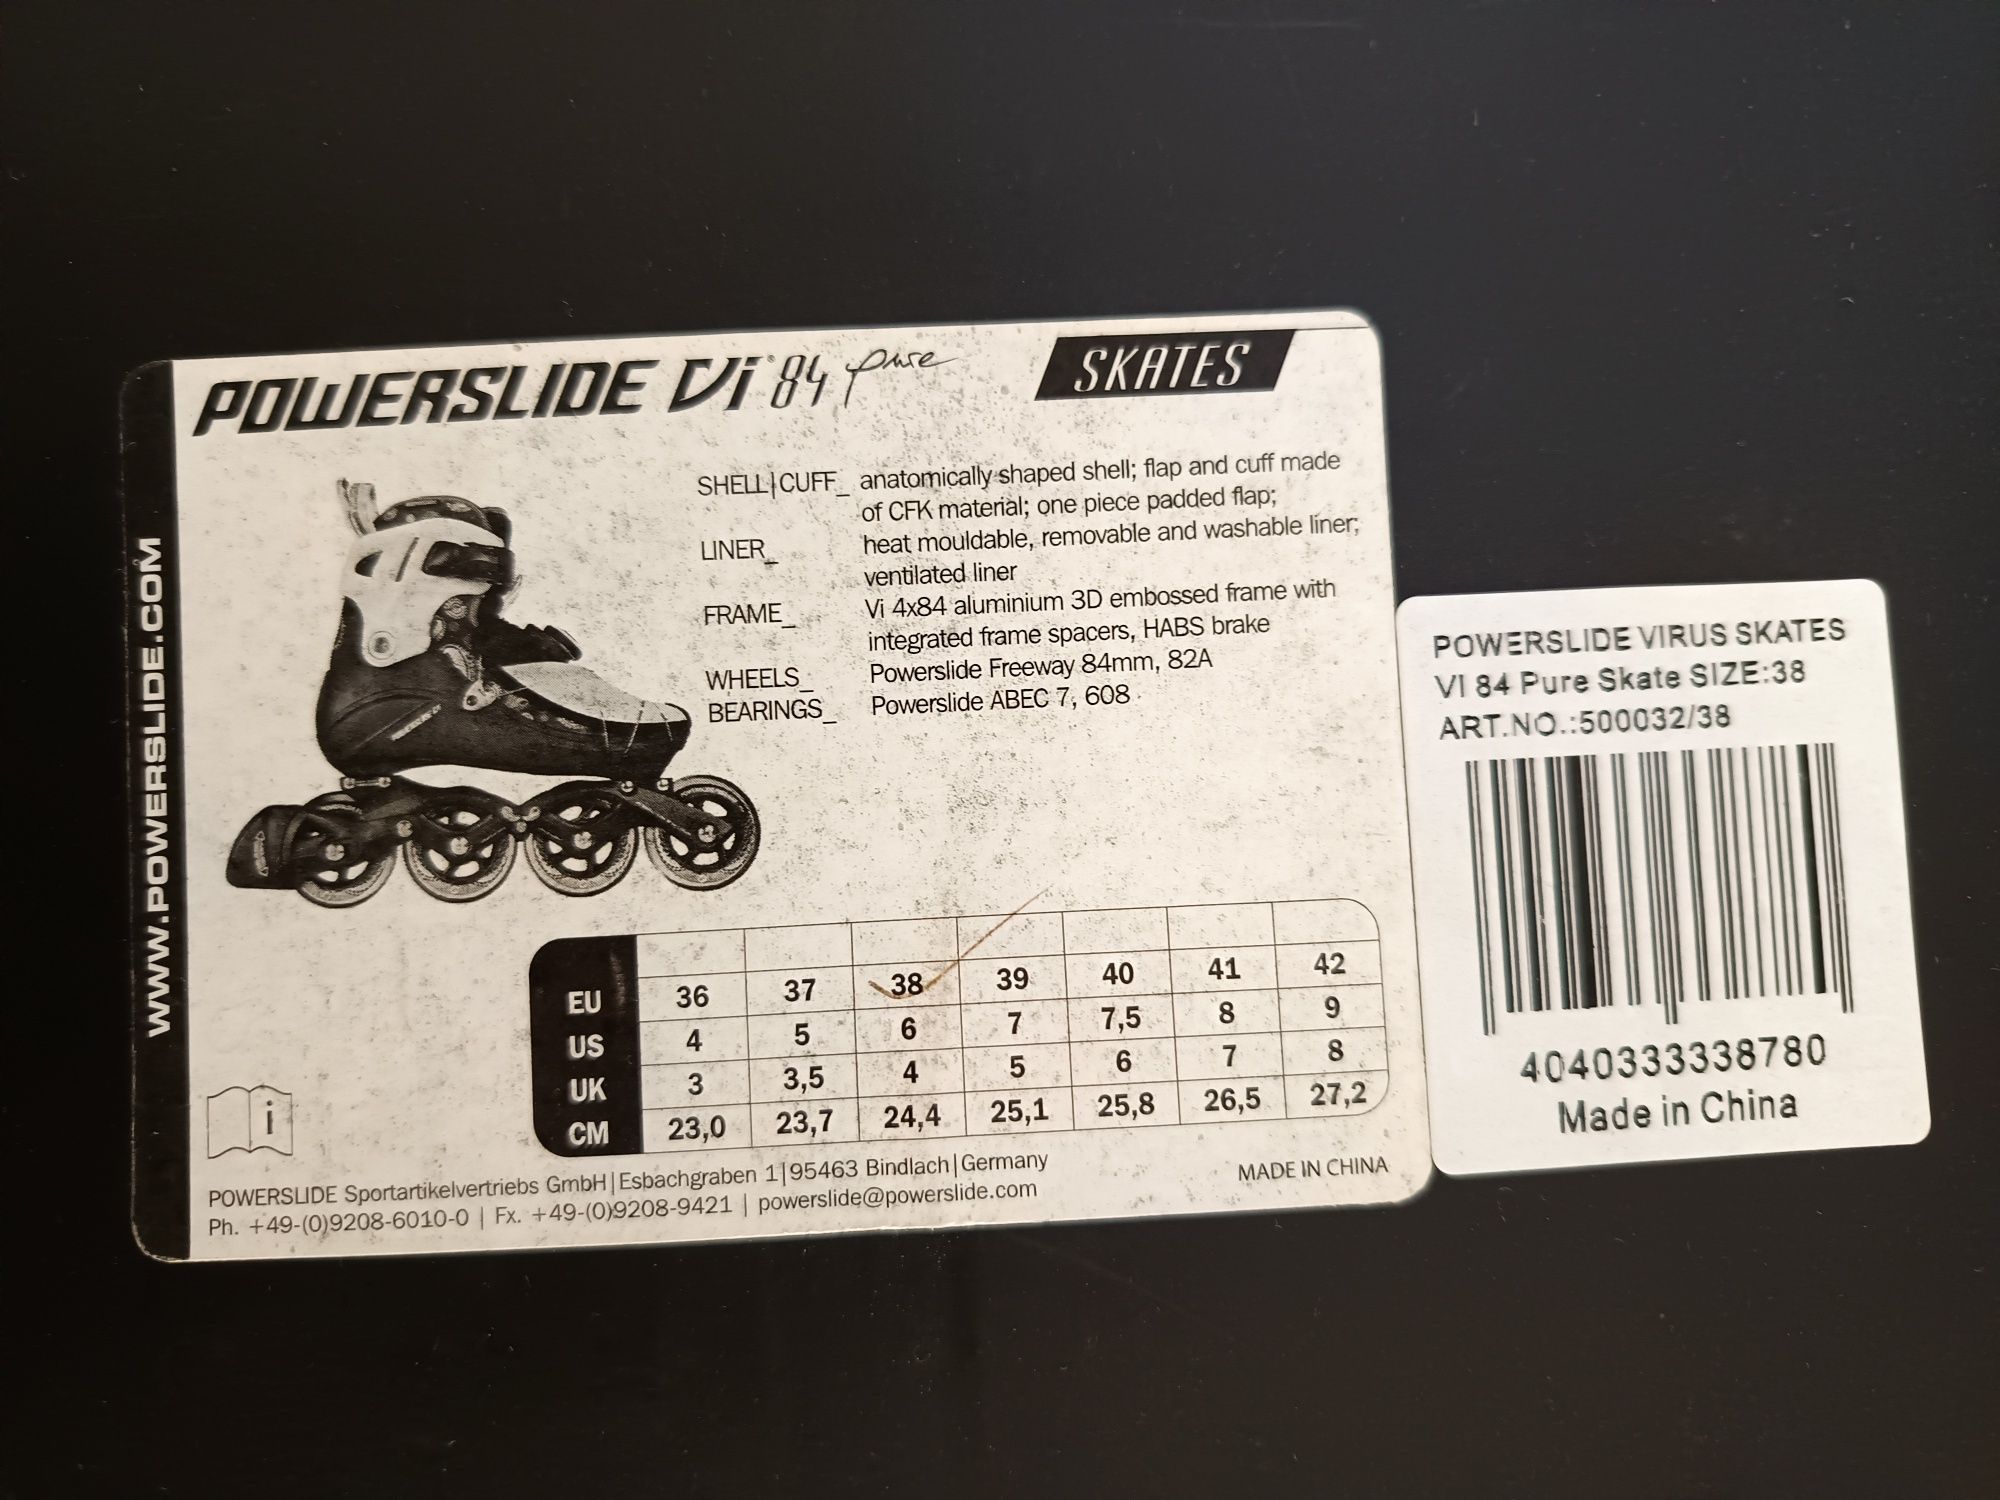 WWW.POWERSLIDE.COM
POWERSLIDE Vi° 84 pure
SKATES
SHELL|CUFF_ anatomically shaped shell; flap and cuff made
of CFK material; one piece padded flap;
LINER_ heat mouldable, removable and washable liner;
ventilated liner
FRAME_ Vi 4x84 aluminium 3D embossed frame with
integrated frame spacers, HABS brake
WHEELS_ Powerslide Freeway 84mm, 82A
BEARINGS_ Powerslide ABEC 7, 608
EU 36 37 38 39 40 41 42
US 4 5 6 7 7,5 8 9
UK 3 3,5 4 5 6 7 8
CM 23,0 23,7 24,4 25,1 25,8 26,5 27,2
i
POWERSLIDE Sportartikelvertriebs GmbH|Esbachgraben 1|95463 Bindlach|Germany
Ph. +49-(0)9208-6010-0 | Fx. +49-(0)9208-9421 | powerslide@powerslide.com
MADE IN CHINA
POWERSLIDE VIRUS SKATES
VI 84 Pure Skate SIZE:38
ART.NO.:500032/38
4040333338780
Made in China